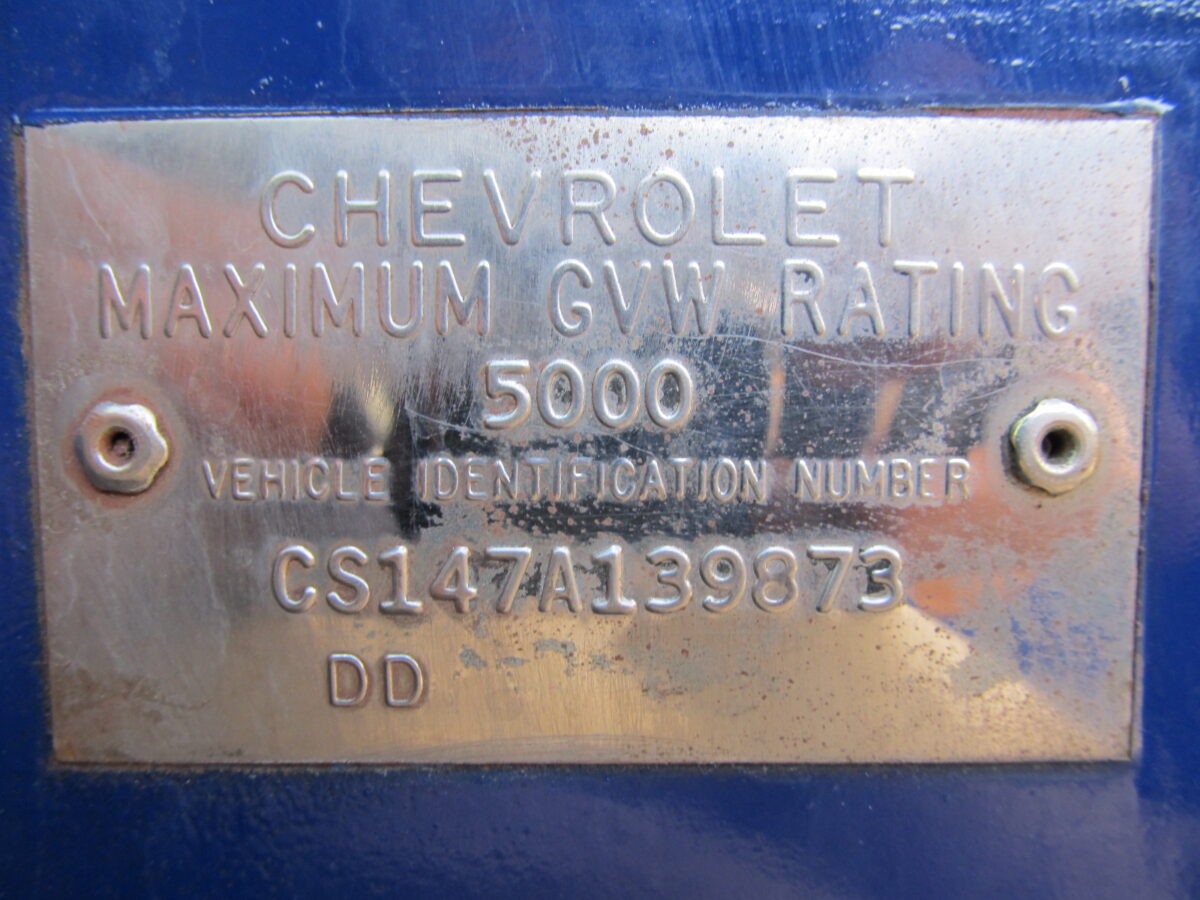 CHEVROLET
MAXIMUM GVW RATING
5000
VEHICLE IDENTIFICATION NUMBER
CS147A139873
DD